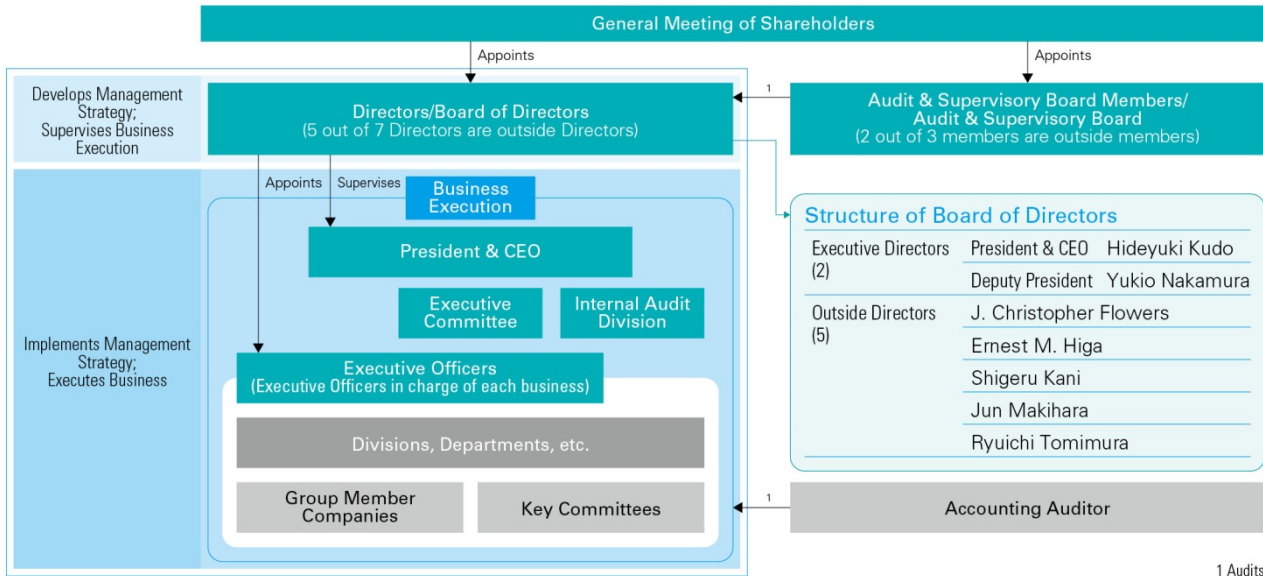 General Meeting of Shareholders
Appoints
Appoints
Develops Management
Strategy;
Supervises Business
Execution
Directors/Board of Directors
(5 out of 7 Directors are outside Directors)
1
Audit & Supervisory Board Members/
Audit & Supervisory Board
(2 out of 3 members are outside members)
Appoints
Supervises
Business
Execution
President & CEO
Executive
Committee
Internal Audit
Division
Implements Management
Strategy;
Executes Business
Executive Officers
(Executive Officers in charge of each business)
Divisions, Departments, etc.
Group Member
Companies
Key Committees
Structure of Board of Directors
Executive Directors
(2)
President & CEO Hideyuki Kudo
Deputy President Yukio Nakamura
Outside Directors
(5)
J. Christopher Flowers
Ernest M. Higa
Shigeru Kani
Jun Makihara
Ryuichi Tomimura
1
Accounting Auditor
1 Audits